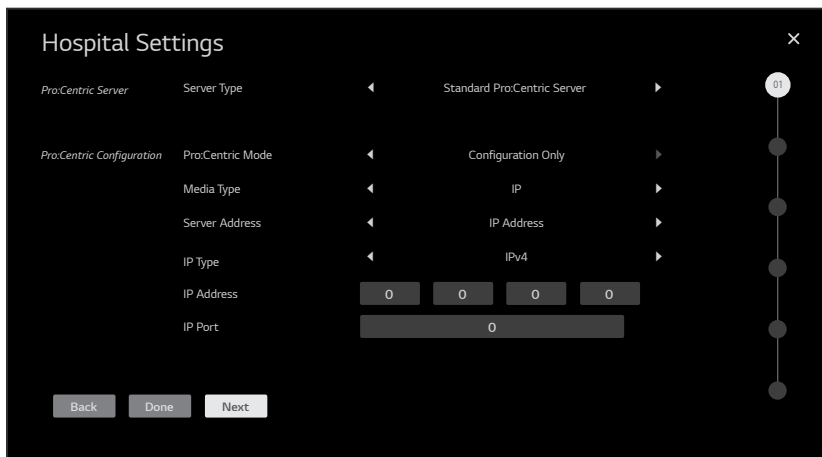 Hospital Settings
×
Pro:Centric Server Server Type Standard Pro:Centric Server
01
Pro:Centric Configuration Pro:Centric Mode Configuration Only
Media Type IP
Server Address IP Address
IP Type IPv4
IP Address 0 0 0 0
IP Port 0
Back Done Next